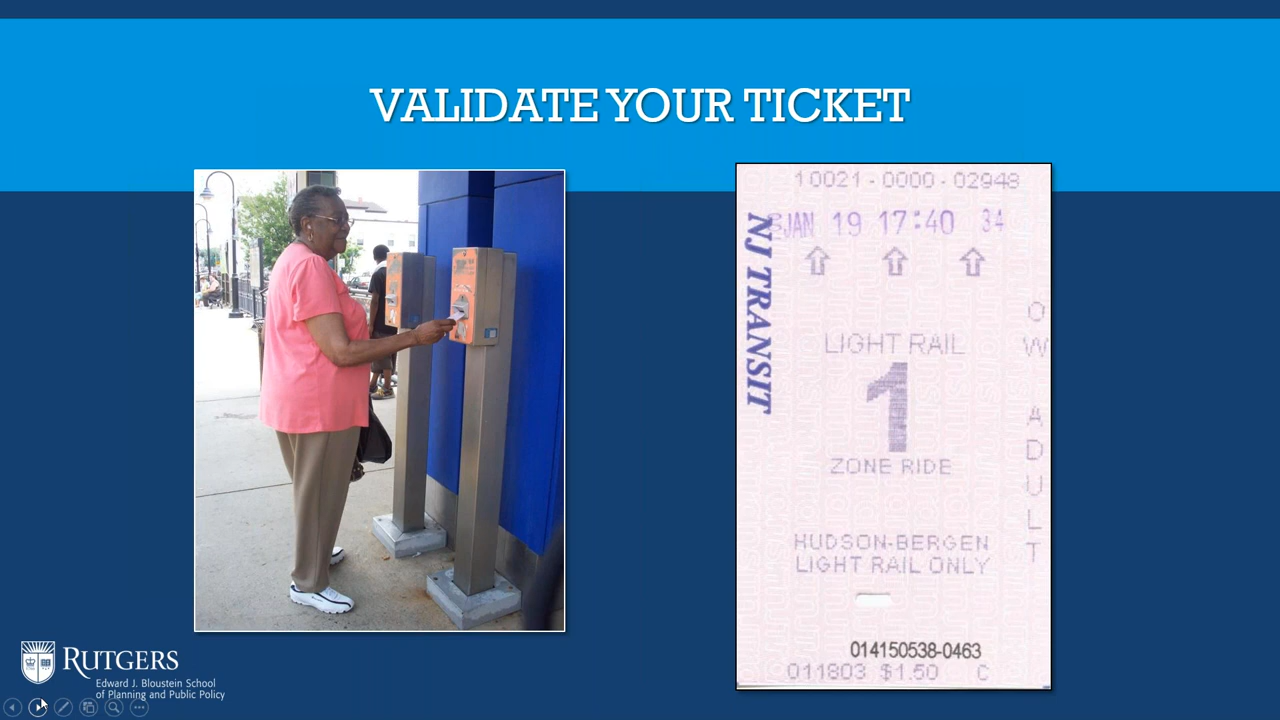 VALIDATE YOUR TICKET
10021-0000-02948
JAN 19 17:40 34
NJ TRANSIT
LIGHT RAIL
1
ZONE RIDE
OW ADULT
HUDSON-BERGEN
LIGHT RAIL ONLY
014150538-0463
011803 $1.50 C
RUTGERS
Edward J. Bloustein School
of Planning and Public Policy